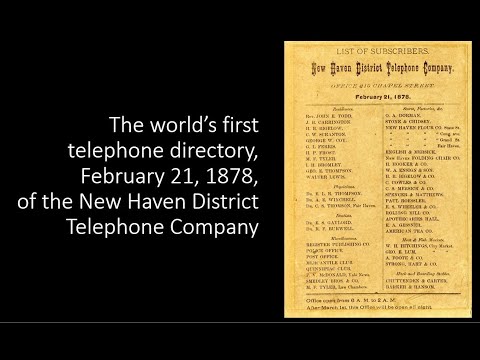 The world's first
telephone directory,
February 21, 1878,
of the New Haven District
Telephone Company
LIST OF SUBSCRIBERS.
New Haven District Telephone Company.
OFFICE 219 CHAPEL STREET.
February 21, 1878.
Residences.
Rev. JOHN E. TODD.
J. B. CARRINGTON.
H. B. BIGELOW.
C. W. SCRANTON.
GEORGE W. COY.
G. L. FERRIS.
H. P. FROST.
M. F. TYLER.
I. H. BROMLEY.
GEO. E. THOMPSON.
WALTER LEWIS.
Physicians.
DR. E. L. R. THOMPSON.
DR. A. E. WINCHELL.
DR. C. S. THOMSON, Fair Haven.
Dentists.
DR. E. S. GAYLORD.
DR. R. F. BURWELL.
Miscellaneous.
REGISTER PUBLISHING CO.
POLICE OFFICE.
POST OFFICE.
MERCANTILE CLUB.
QUINNIPIAC CLUB.
F. V. McDONALD, Yale News.
SMEDLEY BROS. & CO.
M. F. TYLER, Law Chambers.
Stores, Factories, &c.
O. A. DORMAN.
STONE & CHIDSEY.
NEW HAVEN FLOUR CO. State St.
" " " " Cong. ave.
" " " " Grand St.
" " " Fair Haven.
ENGLISH & MERSICK.
NEW HAVEN FOLDING CHAIR CO.
H. HOOKER & CO.
W. A. ENSIGN & SON.
H. B. BIGELOW & CO.
C. COWLES & CO.
C. S. MERSICK & CO.
SPENCER & MATTHEWS.
PAUL ROESSLER.
E. S. WHEELER & CO.
ROLLING MILL CO.
APOTHECARIES HALL.
E. A. GESSNER.
AMERICAN TEA CO.
Meat & Fish Markets.
W. H. HITCHINGS, City Market.
GEO. E. LUM, "
A. FOOTE & CO.
STRONG, HART & CO.
Hack and Boarding Stables.
CRUTTENDEN & CARTER.
BARKER & RANSOM.
Office open from 6 A. M. to 2 A. M.
After March 1st, this Office will be open all night.